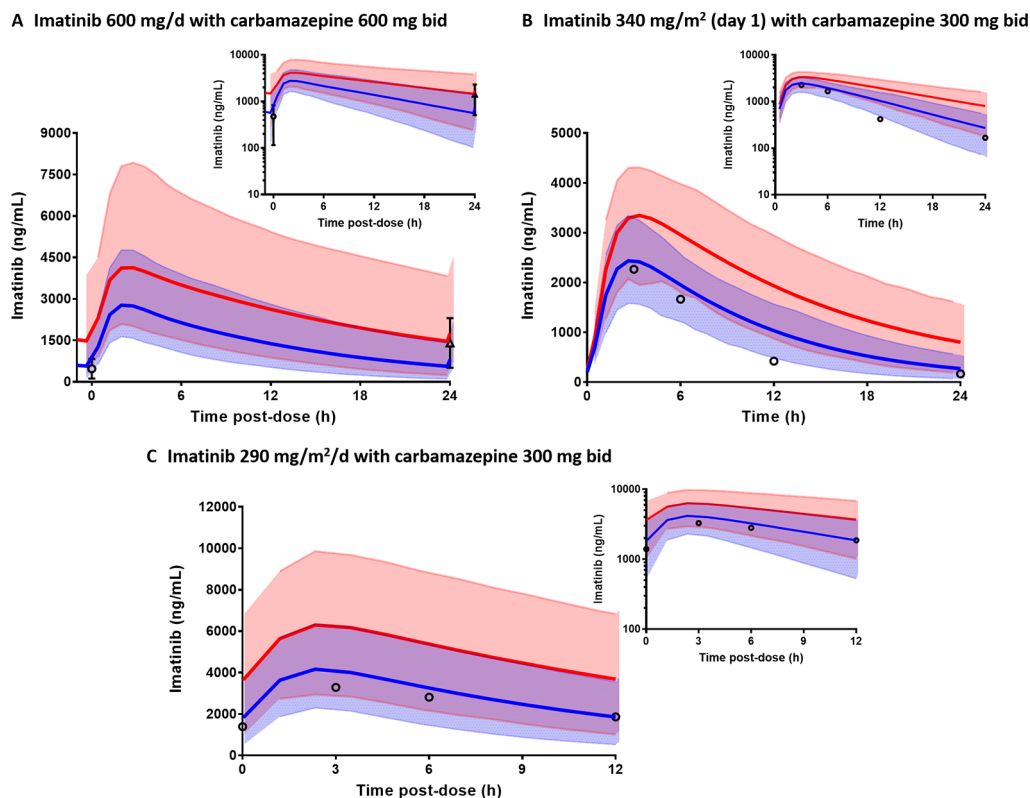 A Imatinib 600 mg/d with carbamazepine 600 mg bid
Imatinib (ng/mL)
9000
7500
6000
4500
3000
1500
0
0 6 12 18 24
Time post-dose (h)
Imatinib (ng/mL)
10000
1000
100
10
0 6 12 18 24
Time post-dose (h)
B Imatinib 340 mg/m² (day 1) with carbamazepine 300 mg bid
Imatinib (ng/mL)
5000
4000
3000
2000
1000
0
0 6 12 18 24
Time (h)
Imatinib (ng/mL)
10000
1000
100
10
0 6 12 18 24
Time (h)
C Imatinib 290 mg/m²/d with carbamazepine 300 mg bid
Imatinib (ng/mL)
12000
10000
8000
6000
4000
2000
0
0 3 6 9 12
Time post-dose (h)
Imatinib (ng/mL)
10000
1000
100
0 3 6 9 12
Time post-dose (h)